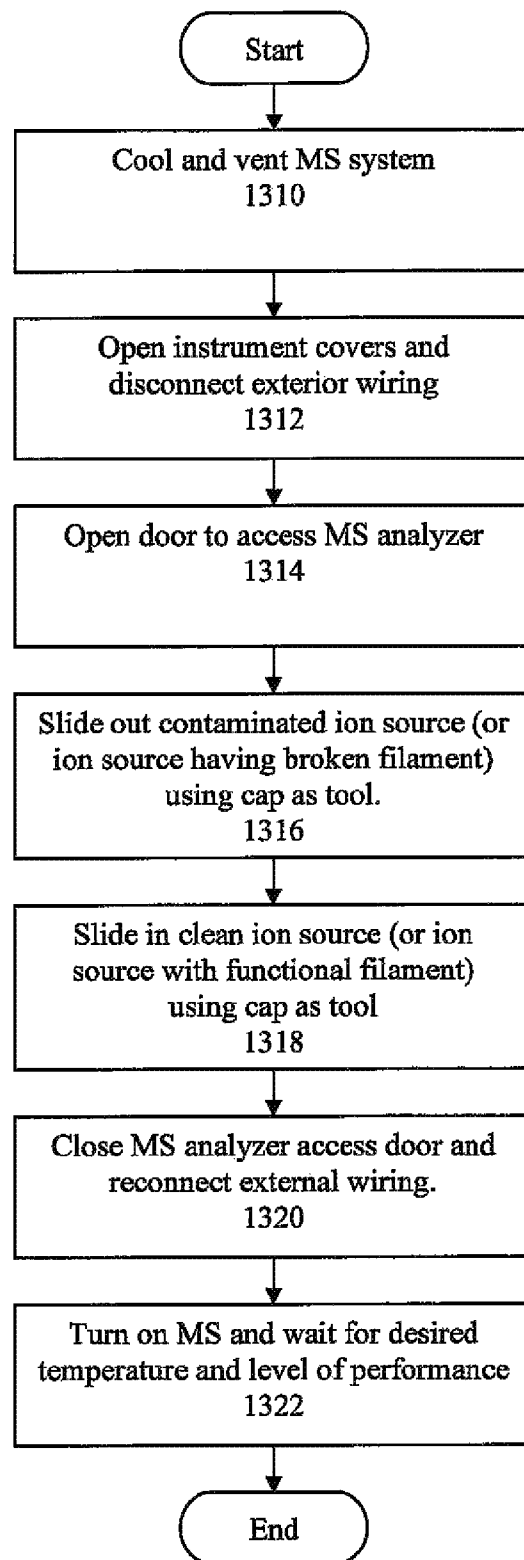 Start
Cool and vent MS system
1310
Open instrument covers and
disconnect exterior wiring
1312
Open door to access MS analyzer
1314
Slide out contaminated ion source (or
ion source having broken filament)
using cap as tool.
1316
Slide in clean ion source (or ion
source with functional filament)
using cap as tool
1318
Close MS analyzer access door and
reconnect external wiring.
1320
Turn on MS and wait for desired
temperature and level of performance
1322
End